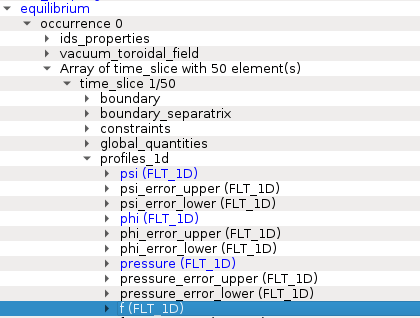 equilibrium
occurrence 0
ids_properties
vacuum_toroidal_field
Array of time_slice with 50 element(s)
time_slice 1/50
boundary
boundary_separatrix
constraints
global_quantities
profiles_1d
psi (FLT_1D)
psi_error_upper (FLT_1D)
psi_error_lower (FLT_1D)
phi (FLT_1D)
phi_error_upper (FLT_1D)
phi_error_lower (FLT_1D)
pressure (FLT_1D)
pressure_error_upper (FLT_1D)
pressure_error_lower (FLT_1D)
f (FLT_1D)